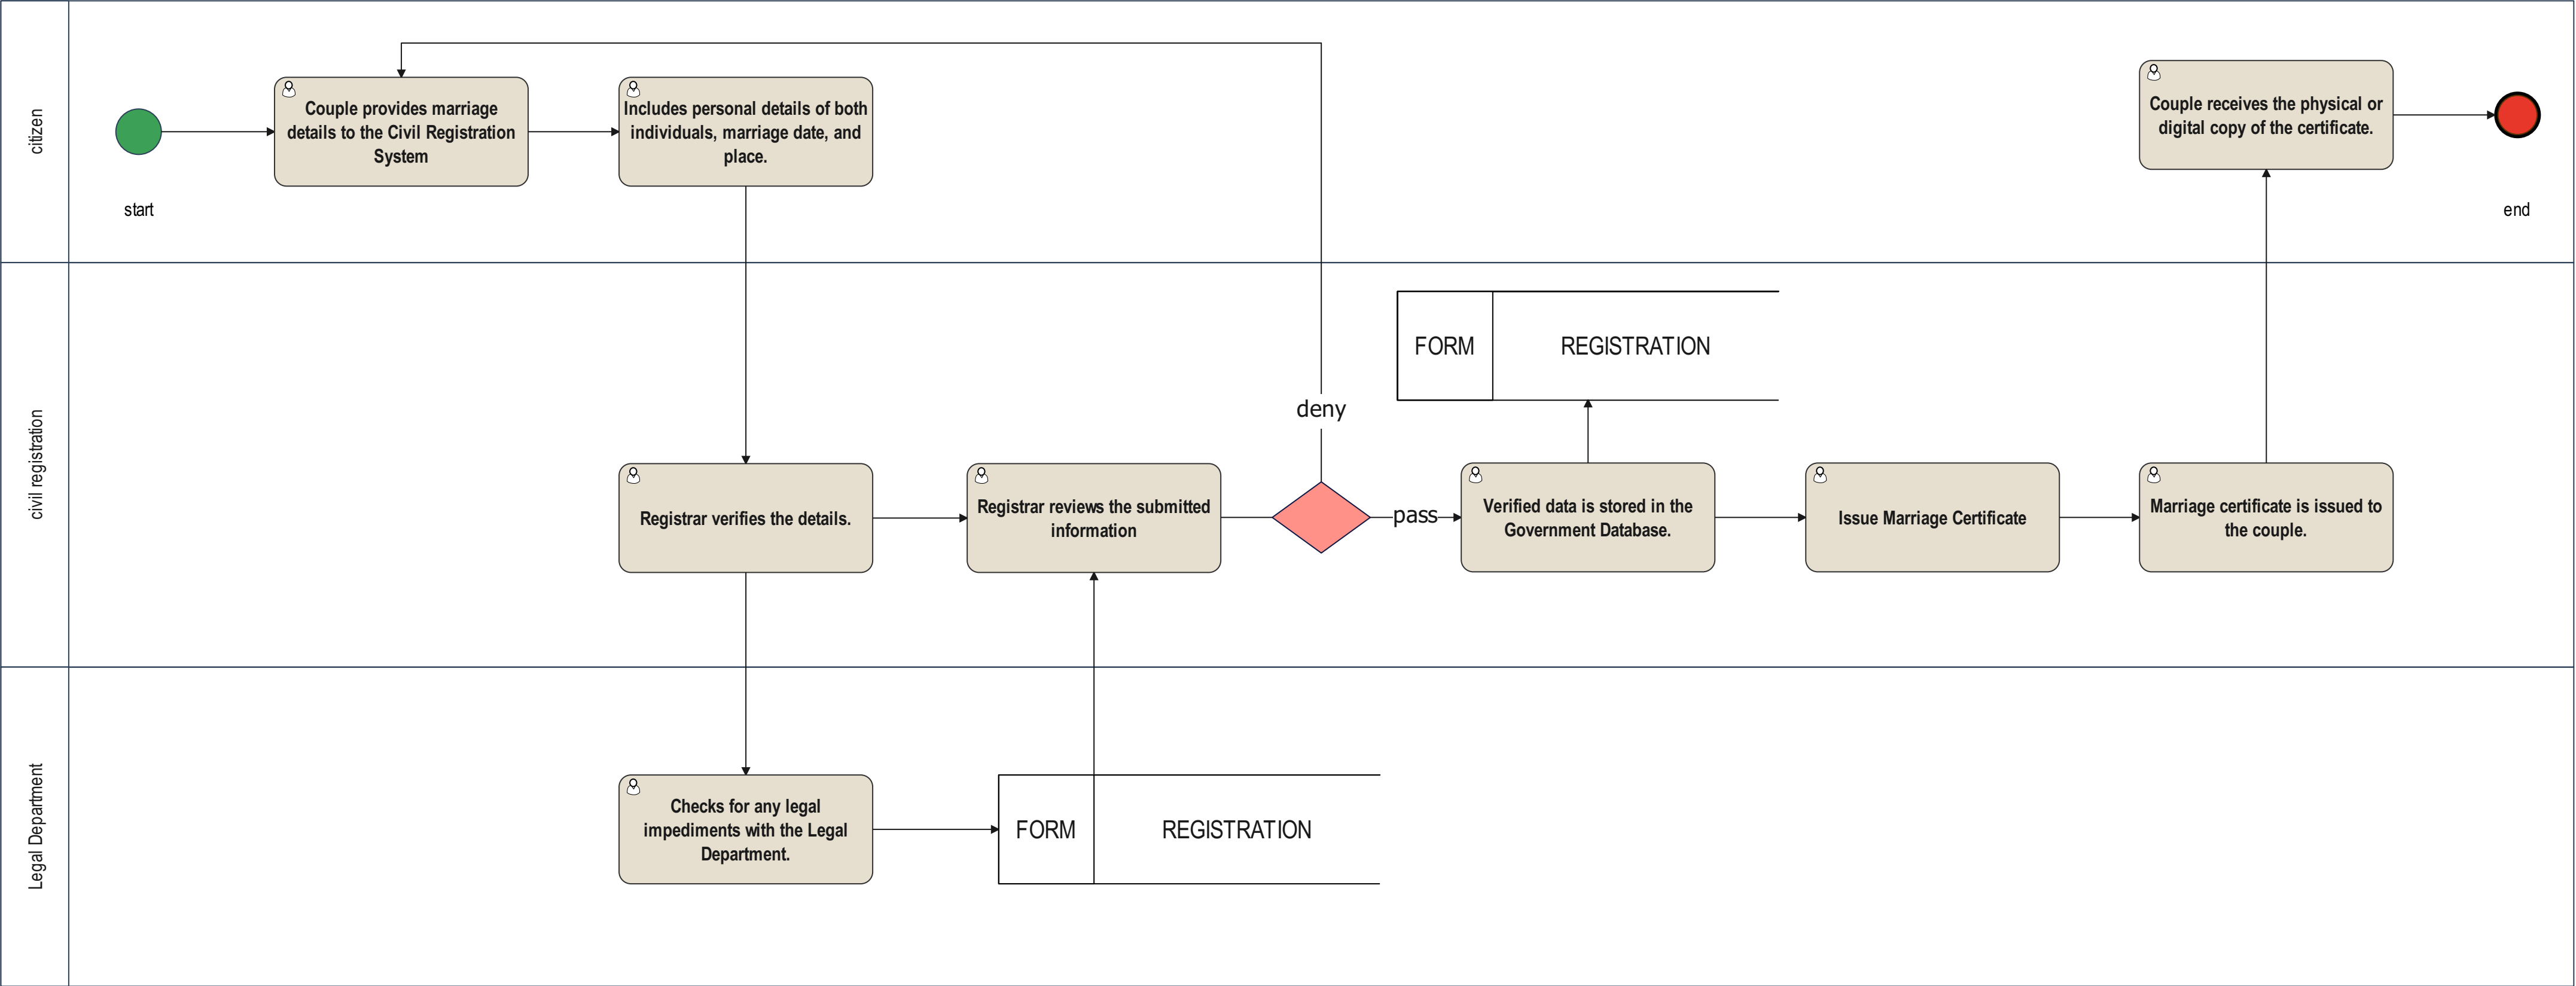 citizen
start
Couple provides marriage
details to the Civil Registration
System
Includes personal details of both
individuals, marriage date, and
place.
Couple receives the physical or
digital copy of the certificate.
end
civil registration
FORM
REGISTRATION
deny
Registrar verifies the details.
Registrar reviews the submitted
information
pass
Verified data is stored in the
Government Database.
Issue Marriage Certificate
Marriage certificate is issued to
the couple.
Legal Department
Checks for any legal
impediments with the Legal
Department.
FORM
REGISTRATION